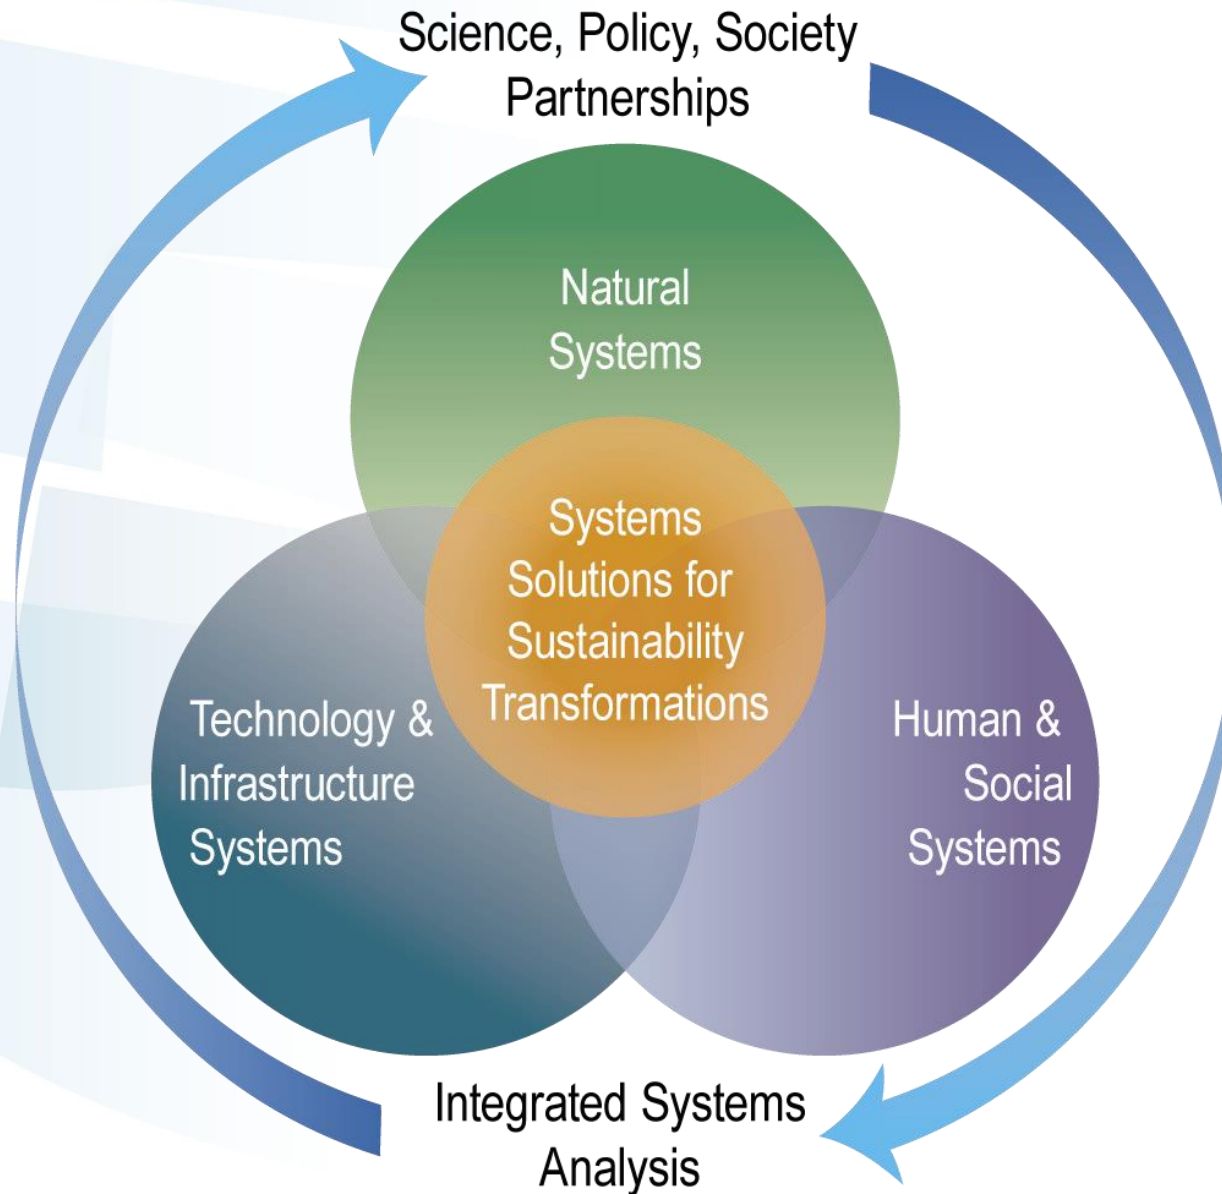 Science, Policy, Society
Partnerships
Natural
Systems
Systems
Solutions for
Sustainability
Transformations
Technology &
Infrastructure
Systems
Human &
Social
Systems
Integrated Systems
Analysis